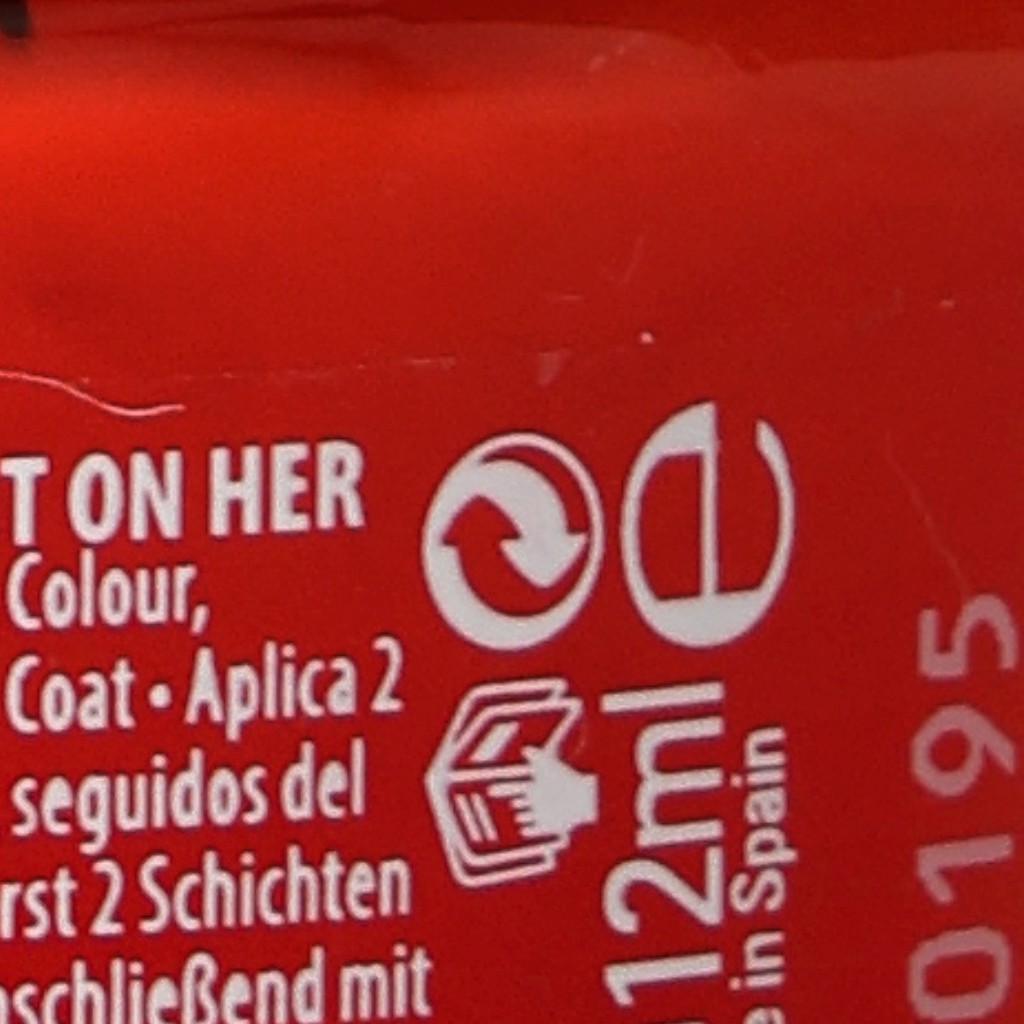 T ON HER
Colour,
Coat • Aplica 2
seguidos del
rst 2 Schichten
schließend mit
12ml e
in Spain
0195